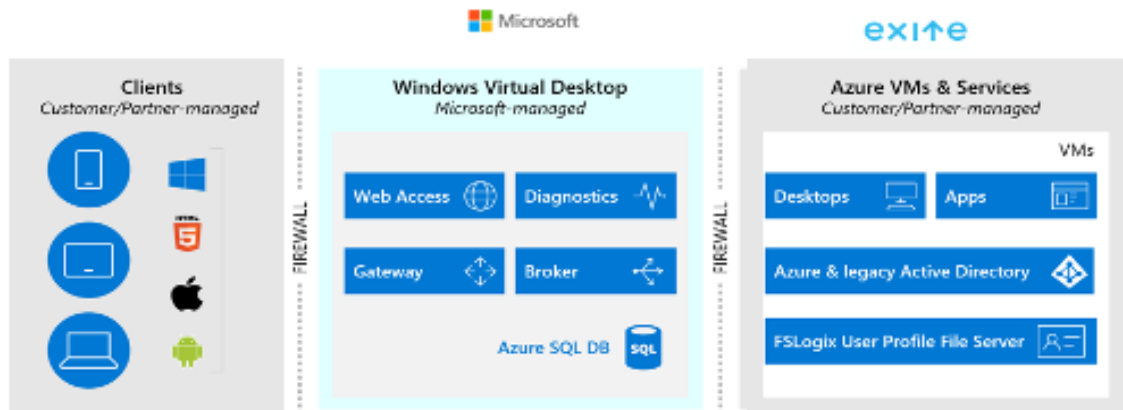 Microsoft
exite
Clients
Customer/Partner-managed
HTML
5
FIREWALL
Windows Virtual Desktop
Microsoft-managed
Web Access
Diagnostics
Gateway
Broker
Azure SQL DB
SQL
FIREWALL
Azure VMs & Services
Customer/Partner-managed
VMs
Desktops
Apps
Azure & legacy Active Directory
FSLogix User Profile File Server